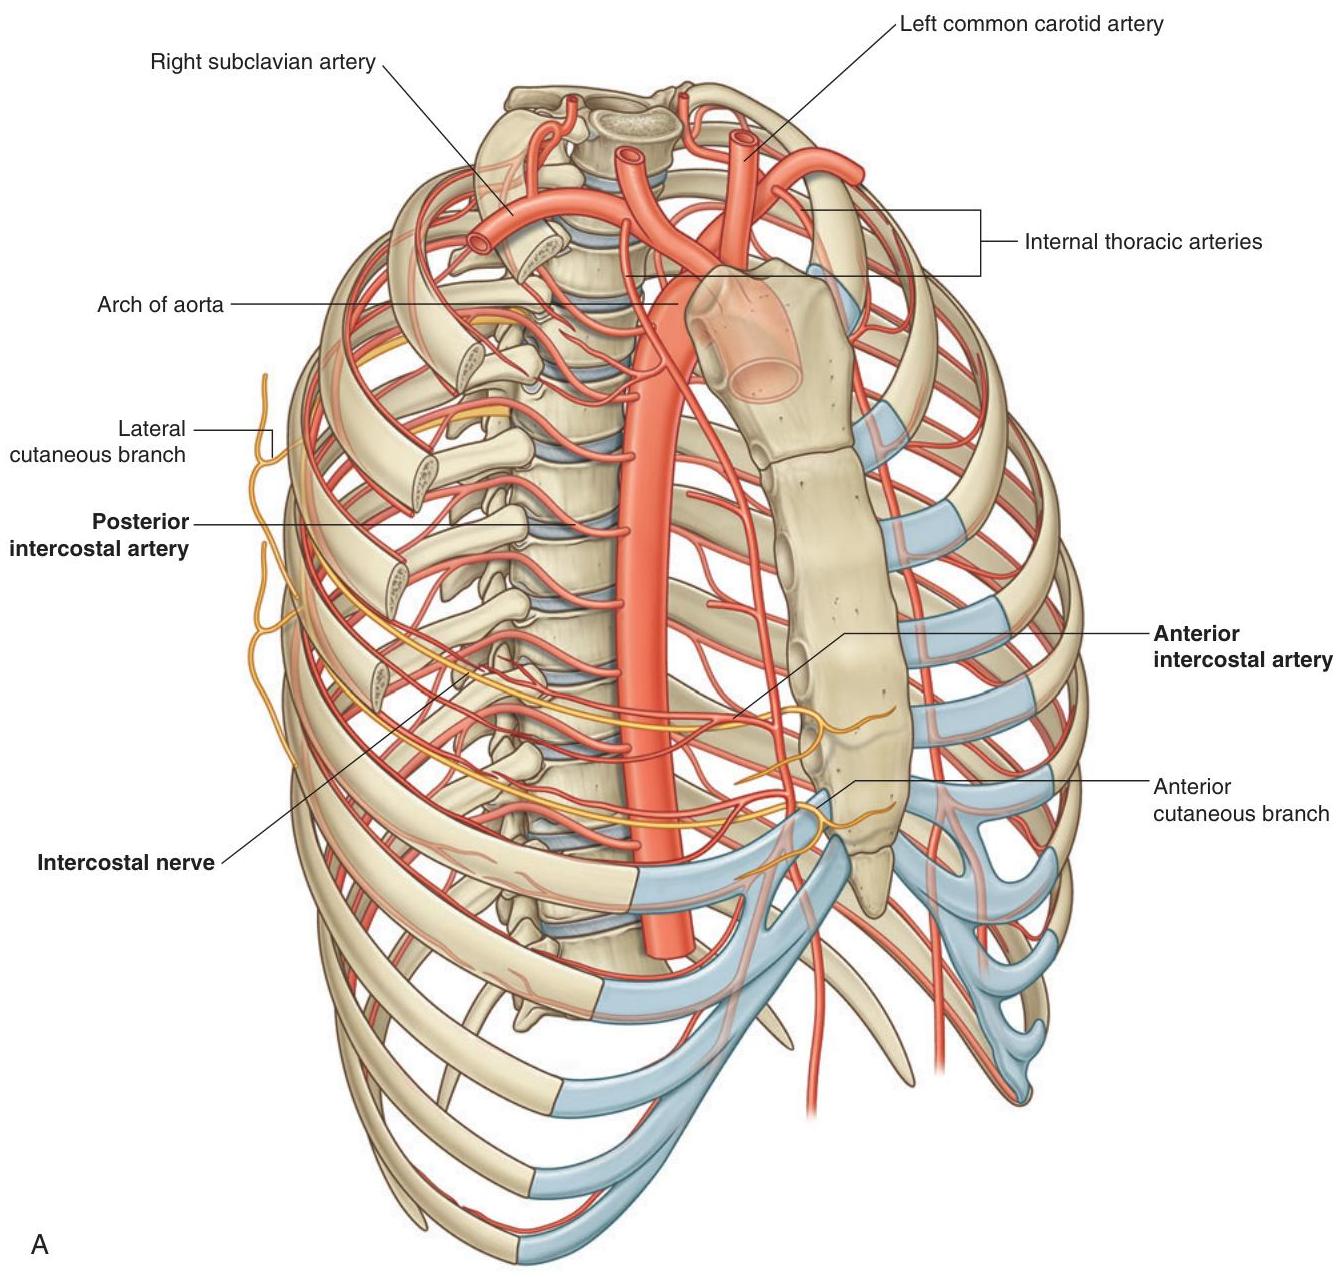 Left common carotid artery
Right subclavian artery
Internal thoracic arteries
Arch of aorta
Lateral
cutaneous branch
Posterior
intercostal artery
Anterior
intercostal artery
Anterior
cutaneous branch
Intercostal nerve
A